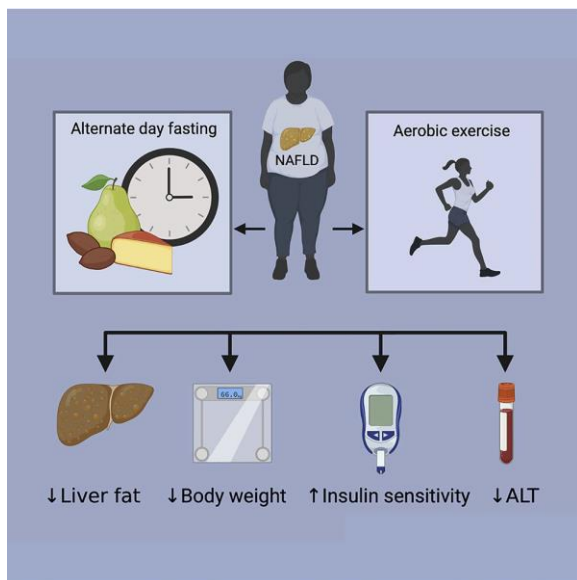 Alternate day fasting
NAFLD
Aerobic exercise
↓Liver fat
↓Body weight
↑Insulin sensitivity
↓ALT